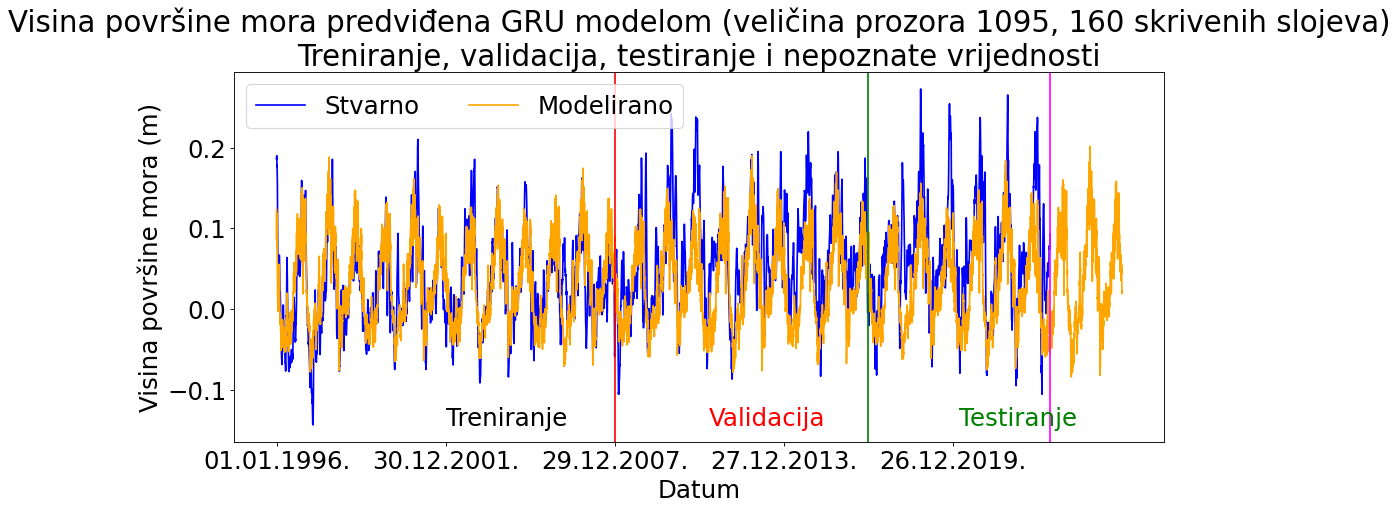 Visina površine mora predviđena GRU modelom (veličina prozora 1095, 160 skrivenih slojeva)
Treniranje, validacija, testiranje i nepoznate vrijednosti
Stvarno
Modelirano
Visina površine mora (m)
0.2
0.1
0.0
−0.1
Treniranje
Validacija
Testiranje
01.01.1996.
30.12.2001.
29.12.2007.
27.12.2013.
26.12.2019.
Datum